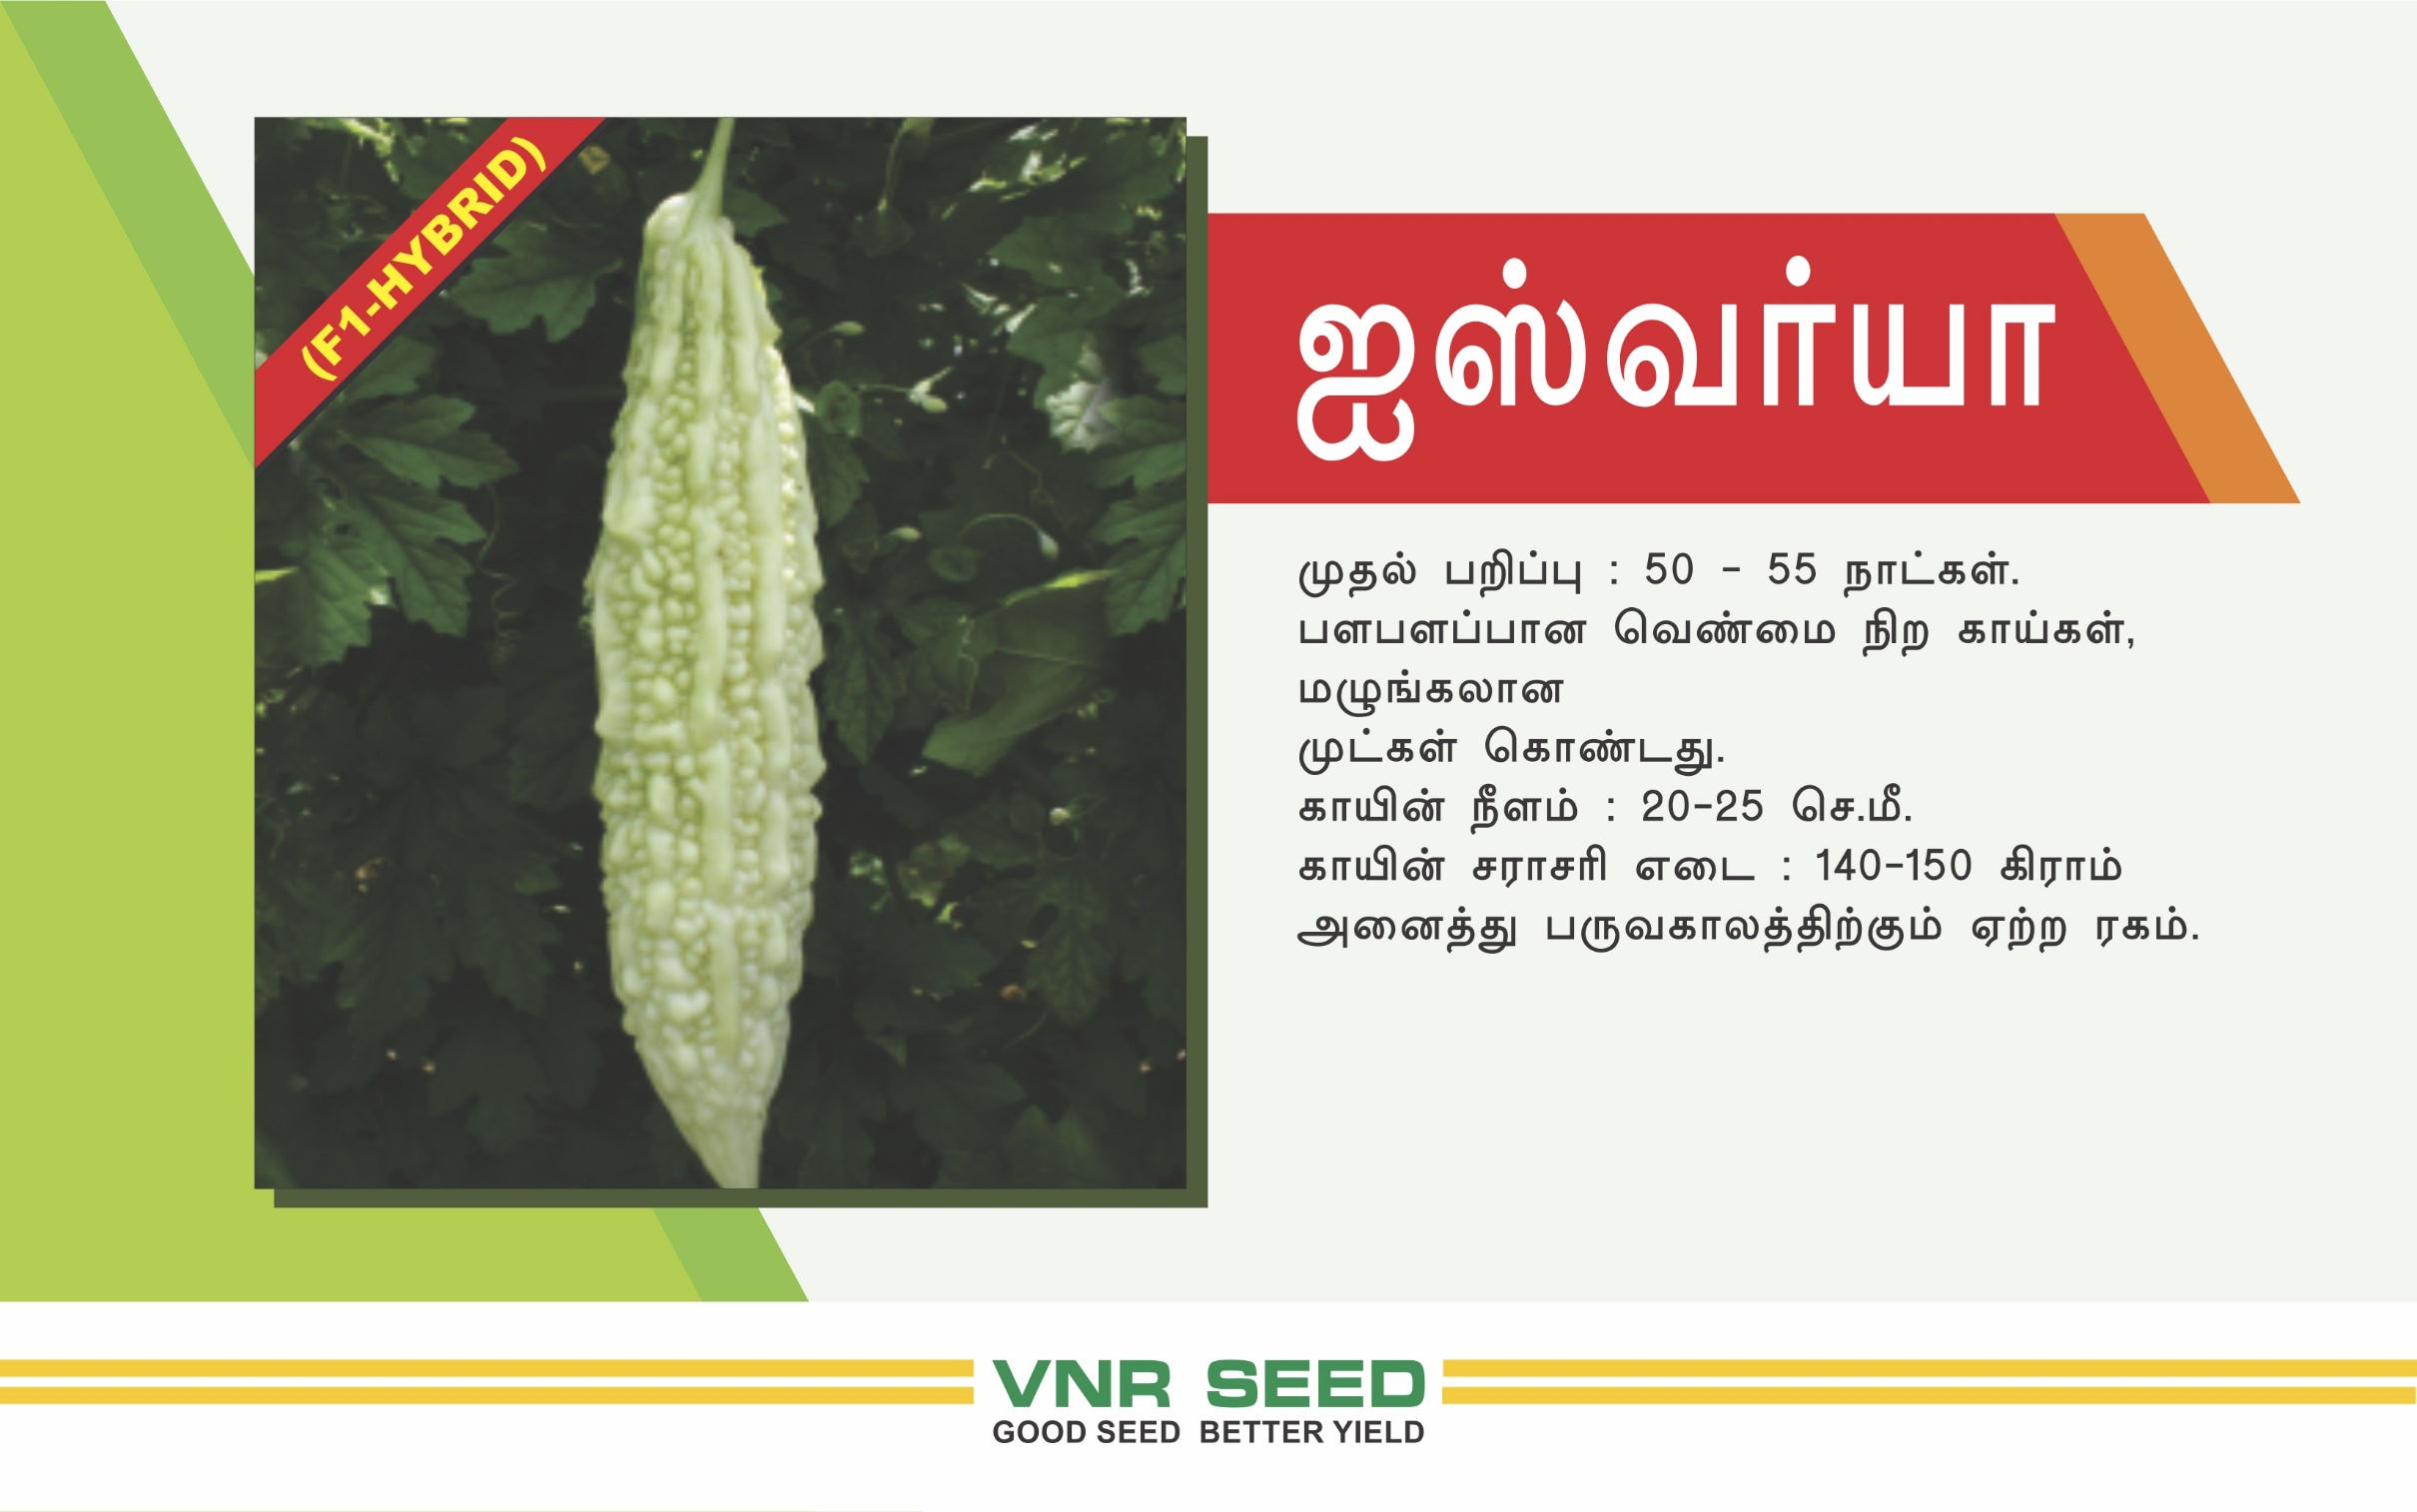 (F1-HYBRID))
ஐஸ்வர்யா
முதல் பறிப்பு : 50 - 55 நாட்கள்.
பளபளப்பான வெண்மை நிற காய்கள்,
மழுங்கலான
முட்கள் கொண்டது.
காயின் நீளம் : 20-25 செ.மீ.
காயின் சராசரி எடை : 140-150 கிராம்
அனைத்து பருவகாலத்திற்கும் ஏற்ற ரகம்.
VNR SEED
GOOD SEED BETTER YIELD